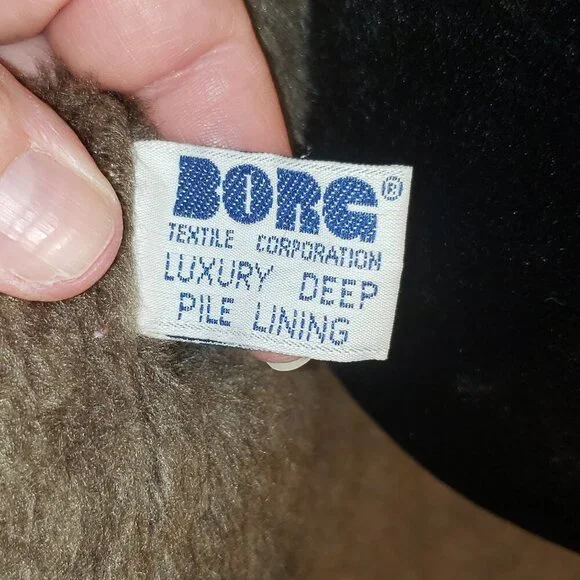 BORG®
TEXTILE CORPORATION
LUXURY DEEP
PILE LINING